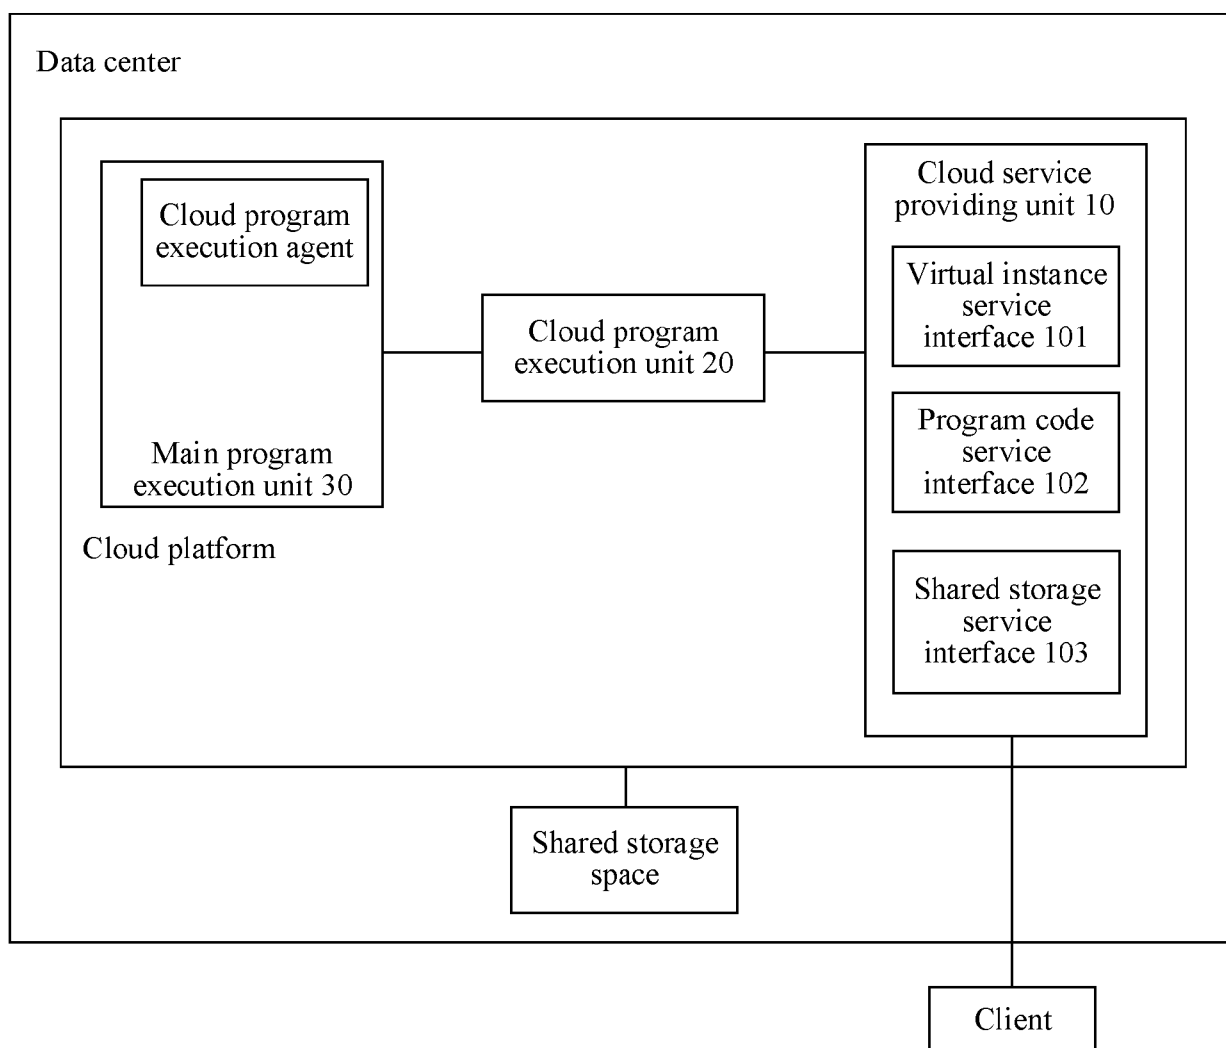 Data center
Cloud program
execution agent
Main program
execution unit 30
Cloud platform
Cloud program
execution unit 20
Cloud service
providing unit 10
Virtual instance
service
interface 101
Program code
service
interface 102
Shared storage
service
interface 103
Shared storage
space
Client